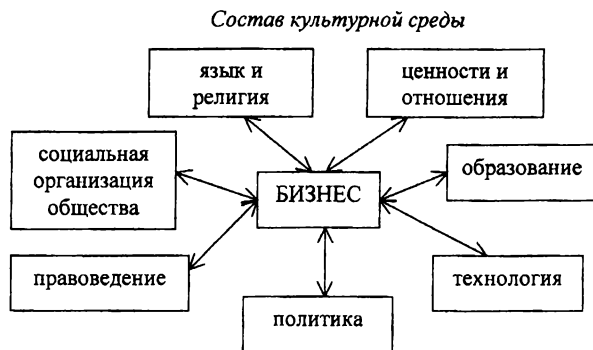 Состав культурной среды
язык и
религия
ценности и
отношения
социальная
организация
общества
БИЗНЕС
образование
правоведение
технология
политика